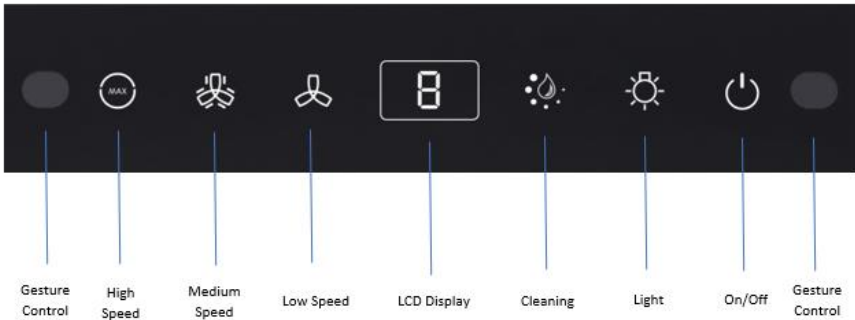 MAX
8
Gesture Control
High Speed
Medium Speed
Low Speed
LCD Display
Cleaning
Light
On/Off
Gesture Control